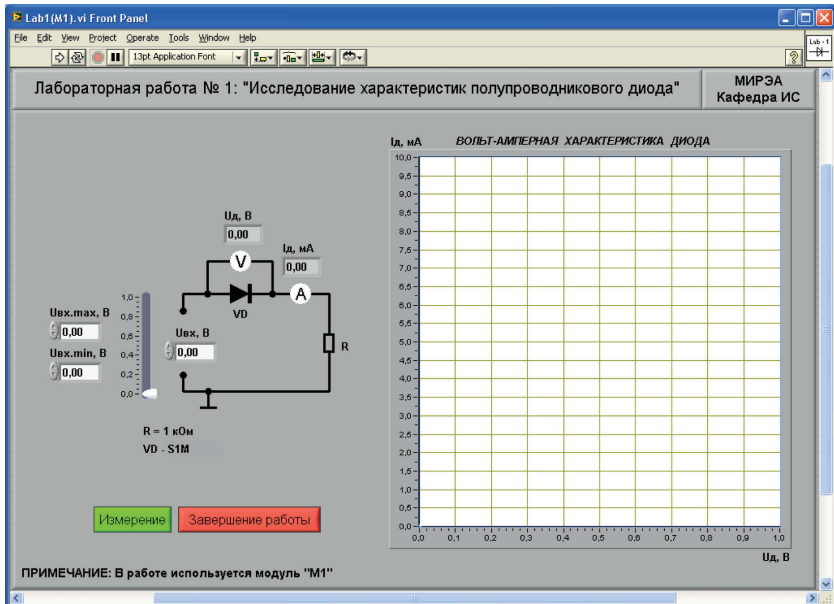 Lab1(M1).vi Front Panel
File Edit View Project Operate Tools Window Help
13pt Application Font
Lab - 1
Лабораторная работа № 1: "Исследование характеристик полупроводникового диода"
МИРЭА
Кафедра ИС
Iд, мА ВОЛЬТ-АМПЕРНАЯ ХАРАКТЕРИСТИКА ДИОДА
10,0
9,5
9,0
8,5
8,0
7,5
7,0
6,5
6,0
5,5
5,0
4,5
4,0
3,5
3,0
2,5
2,0
1,5
1,0
0,5
0,0
0,0 0,1 0,2 0,3 0,4 0,5 0,6 0,7 0,8 0,9 1,0
Uд, В
Uд, В
0,00
Iд, мА
0,00
V
A
VD
R
Uвх.max, В
0,00
Uвх.min, В
0,00
1,0
0,8
0,6
0,4
0,2
0,0
Uвх, В
0,00
R = 1 кОм
VD - S1M
Измерение
Завершение работы
ПРИМЕЧАНИЕ: В работе используется модуль "М1"